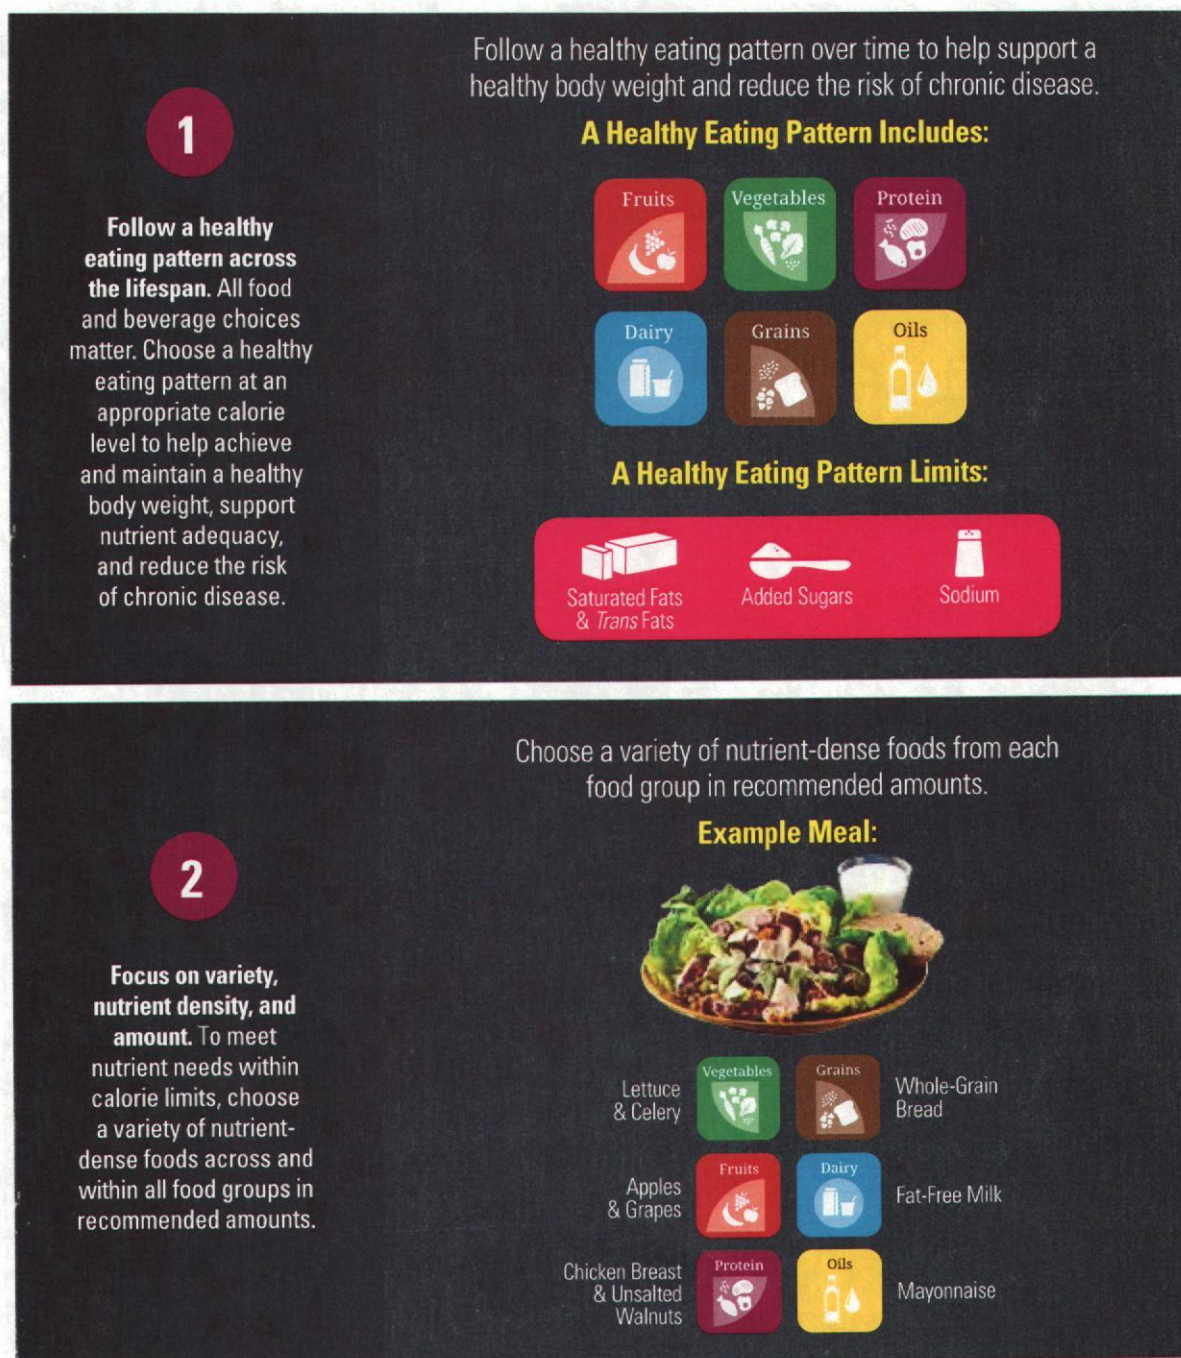 1
Follow a healthy
eating pattern across
the lifespan. All food
and beverage choices
matter. Choose a healthy
eating pattern at an
appropriate calorie
level to help achieve
and maintain a healthy
body weight, support
nutrient adequacy,
and reduce the risk
of chronic disease.
Follow a healthy eating pattern over time to help support a
healthy body weight and reduce the risk of chronic disease.
A Healthy Eating Pattern Includes:
Fruits
Vegetables
Protein
Dairy
Grains
Oils
A Healthy Eating Pattern Limits:
Saturated Fats
& Trans Fats
Added Sugars
Sodium
2
Focus on variety,
nutrient density, and
amount. To meet
nutrient needs within
calorie limits, choose
a variety of nutrient-
dense foods across and
within all food groups in
recommended amounts.
Choose a variety of nutrient-dense foods from each
food group in recommended amounts.
Example Meal:
Lettuce
& Celery
Vegetables
Grains
Whole-Grain
Bread
Apples
& Grapes
Fruits
Dairy
Fat-Free Milk
Chicken Breast
& Unsalted
Walnuts
Protein
Oils
Mayonnaise